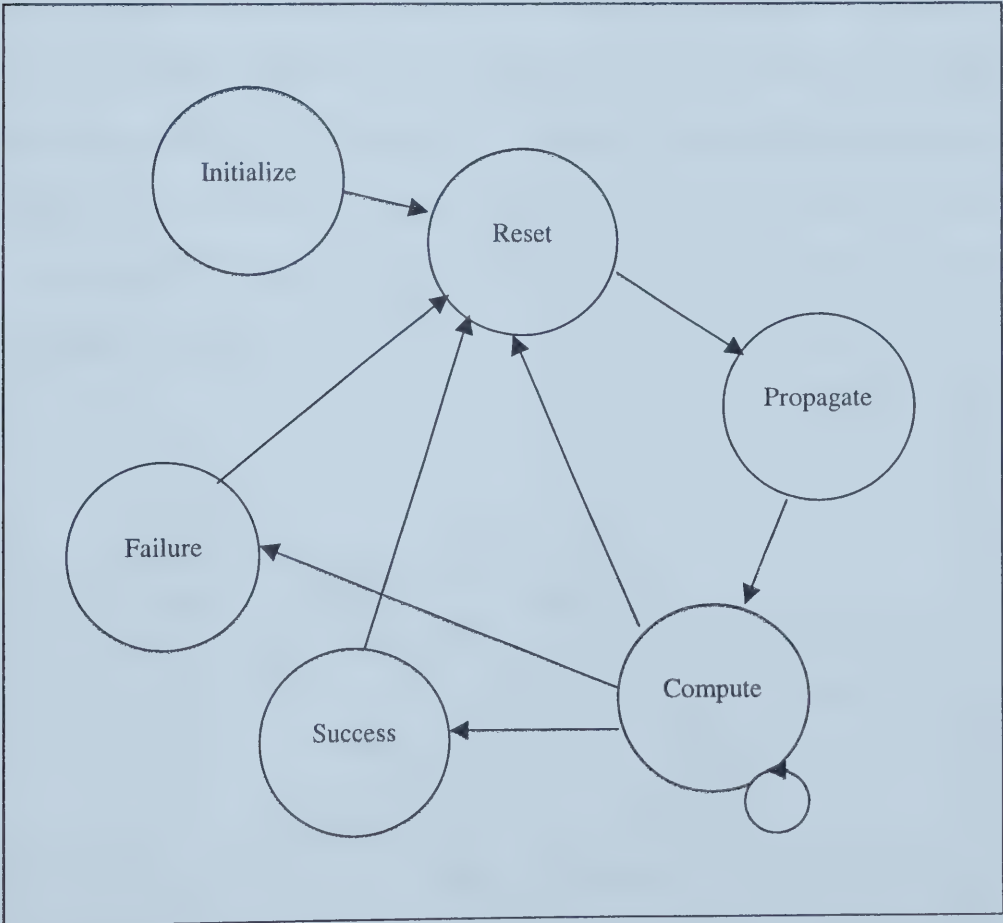 Initialize
Reset
Propagate
Failure
Compute
Success